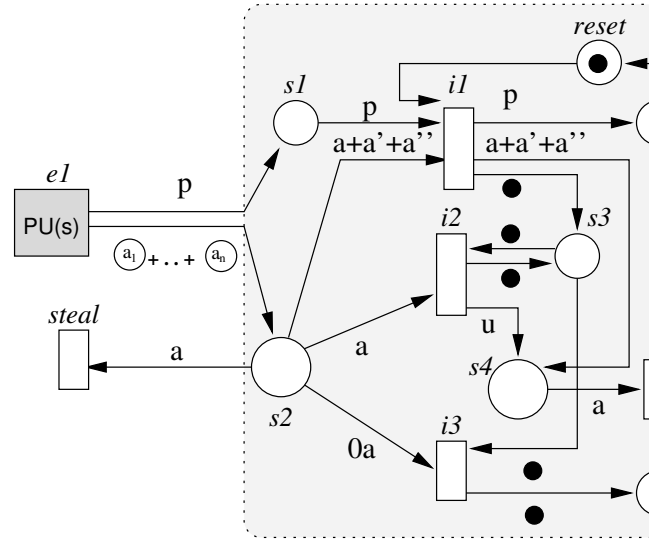 reset
s1
i1
p
p
a+a'+a''
a+a'+a''
e1
p
PU(s)
i2
s3
a₁ +..+ aₙ
steal
u
a
a
s4
s2
a
0a
i3